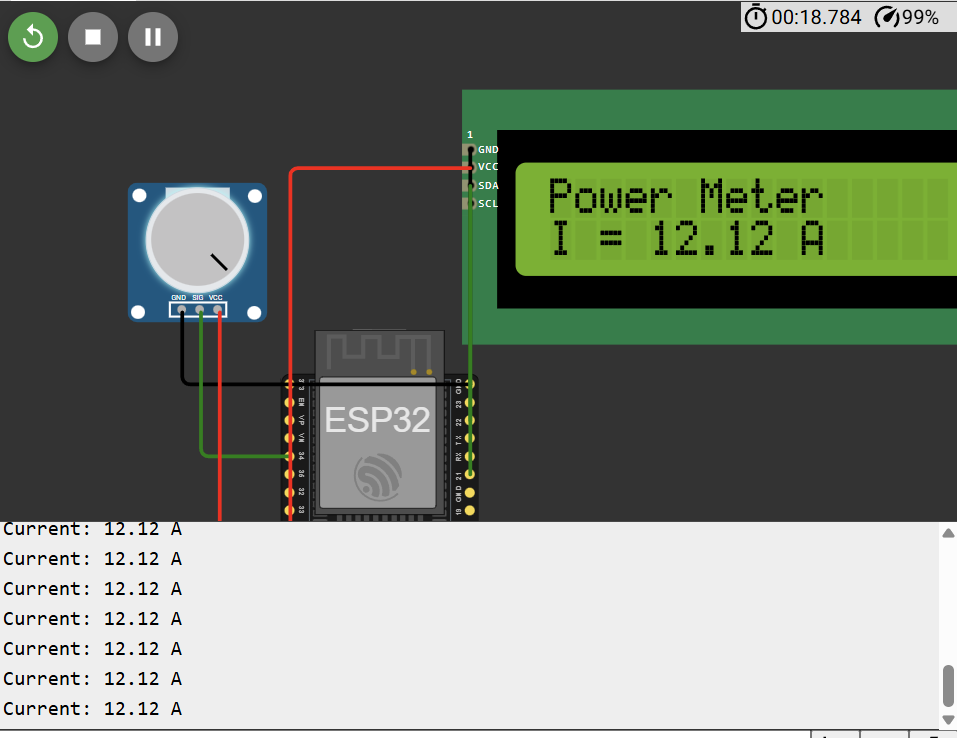 00:18.784 99%
1
GND
VCC
SDA
SCL
Power Meter
I = 12.12 A
GND SIG VCC
ESP32
3V3
EN
VP
VN
34
35
32
33
GND
23
22
TX
RX
21
GND
19
Current: 12.12 A
Current: 12.12 A
Current: 12.12 A
Current: 12.12 A
Current: 12.12 A
Current: 12.12 A
Current: 12.12 A